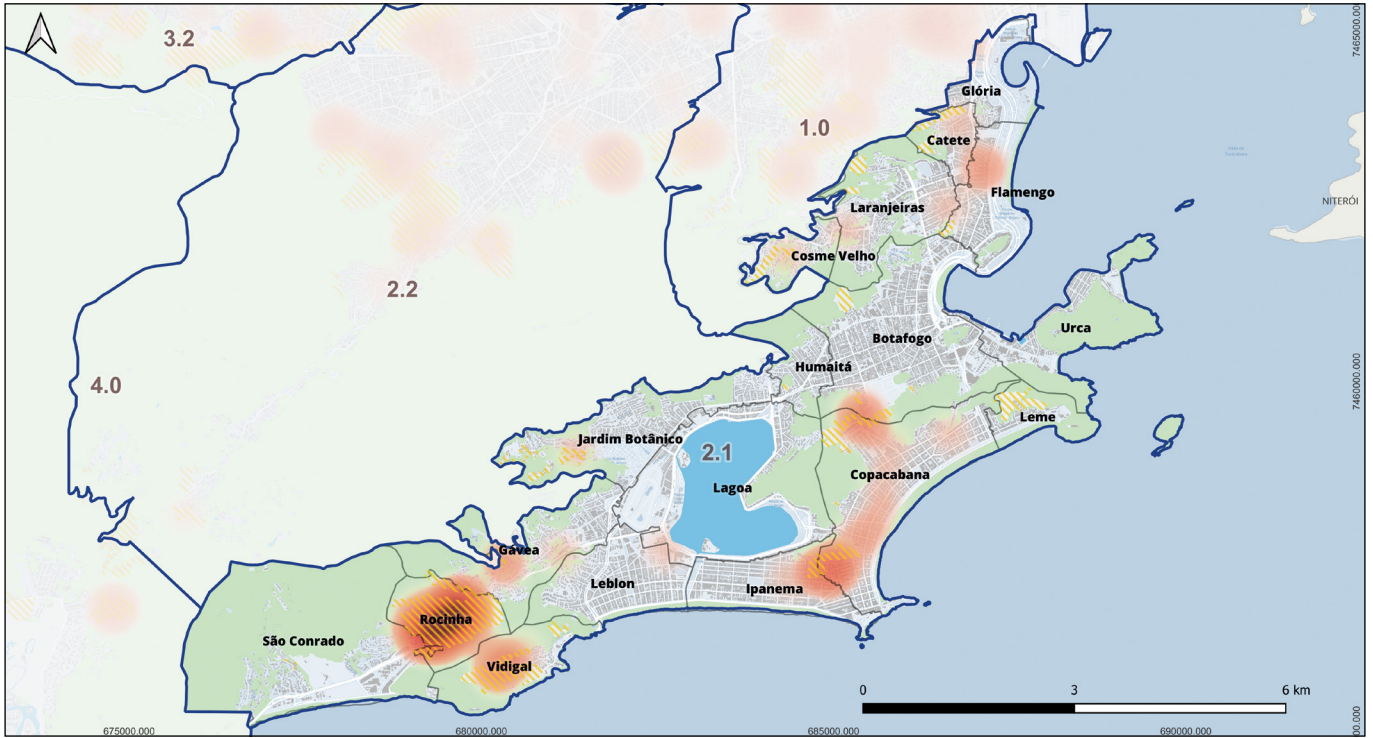 3.2
7465000.00
Glória
1.0
Catete
Flamengo
NITERÓI
Laranjeiras
Cosme Velho
2.2
Urca
Botafogo
Humaitá
4.0
7460000.00
Leme
Jardim Botânico
2.1
Copacabana
Lagoa
Gávea
Leblon
Ipanema
Rocinha
São Conrado
Vidigal
0 3 6 km
675000.000 680000.000 685000.000 690000.000